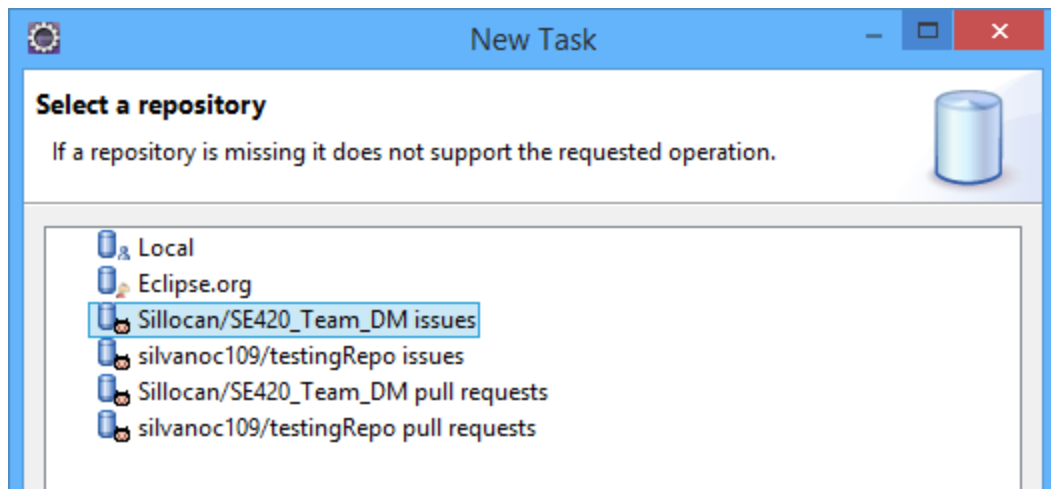 New Task
Select a repository
If a repository is missing it does not support the requested operation.
Local
Eclipse.org
Sillocan/SE420_Team_DM issues
silvanoc109/testingRepo issues
Sillocan/SE420_Team_DM pull requests
silvanoc109/testingRepo pull requests